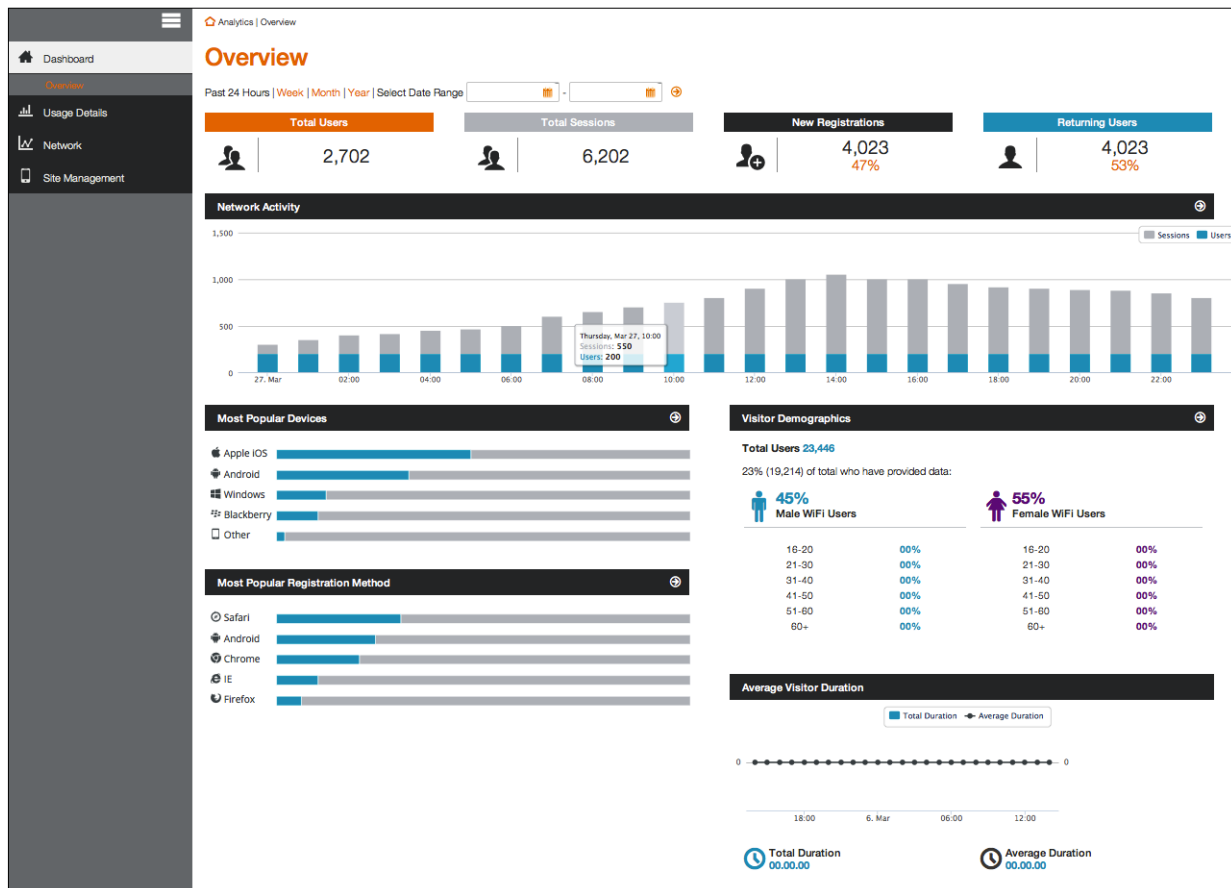 Analytics | Overview
Dashboard
Overview
Usage Details
Network
Site Management
Overview
Past 24 Hours | Week | Month | Year | Select Date Range -
Total Users
2,702
Total Sessions
6,202
New Registrations
4,023
47%
Returning Users
4,023
53%
Network Activity
Sessions Users
1,500
1,000
500
0
Thursday, Mar 27, 10:00
Sessions: 550
Users: 200
27. Mar 02:00 04:00 06:00 08:00 10:00 12:00 14:00 16:00 18:00 20:00 22:00
Most Popular Devices
Apple iOS
Android
Windows
Blackberry
Other
Most Popular Registration Method
Safari
Android
Chrome
IE
Firefox
Visitor Demographics
Total Users 23,446
23% (19,214) of total who have provided data:
45%
Male WiFi Users
16-20 00%
21-30 00%
31-40 00%
41-50 00%
51-60 00%
60+ 00%
55%
Female WiFi Users
16-20 00%
21-30 00%
31-40 00%
41-50 00%
51-60 00%
60+ 00%
Average Visitor Duration
Total Duration Average Duration
0 0
18:00 6. Mar 06:00 12:00
Total Duration
00.00.00
Average Duration
00.00.00